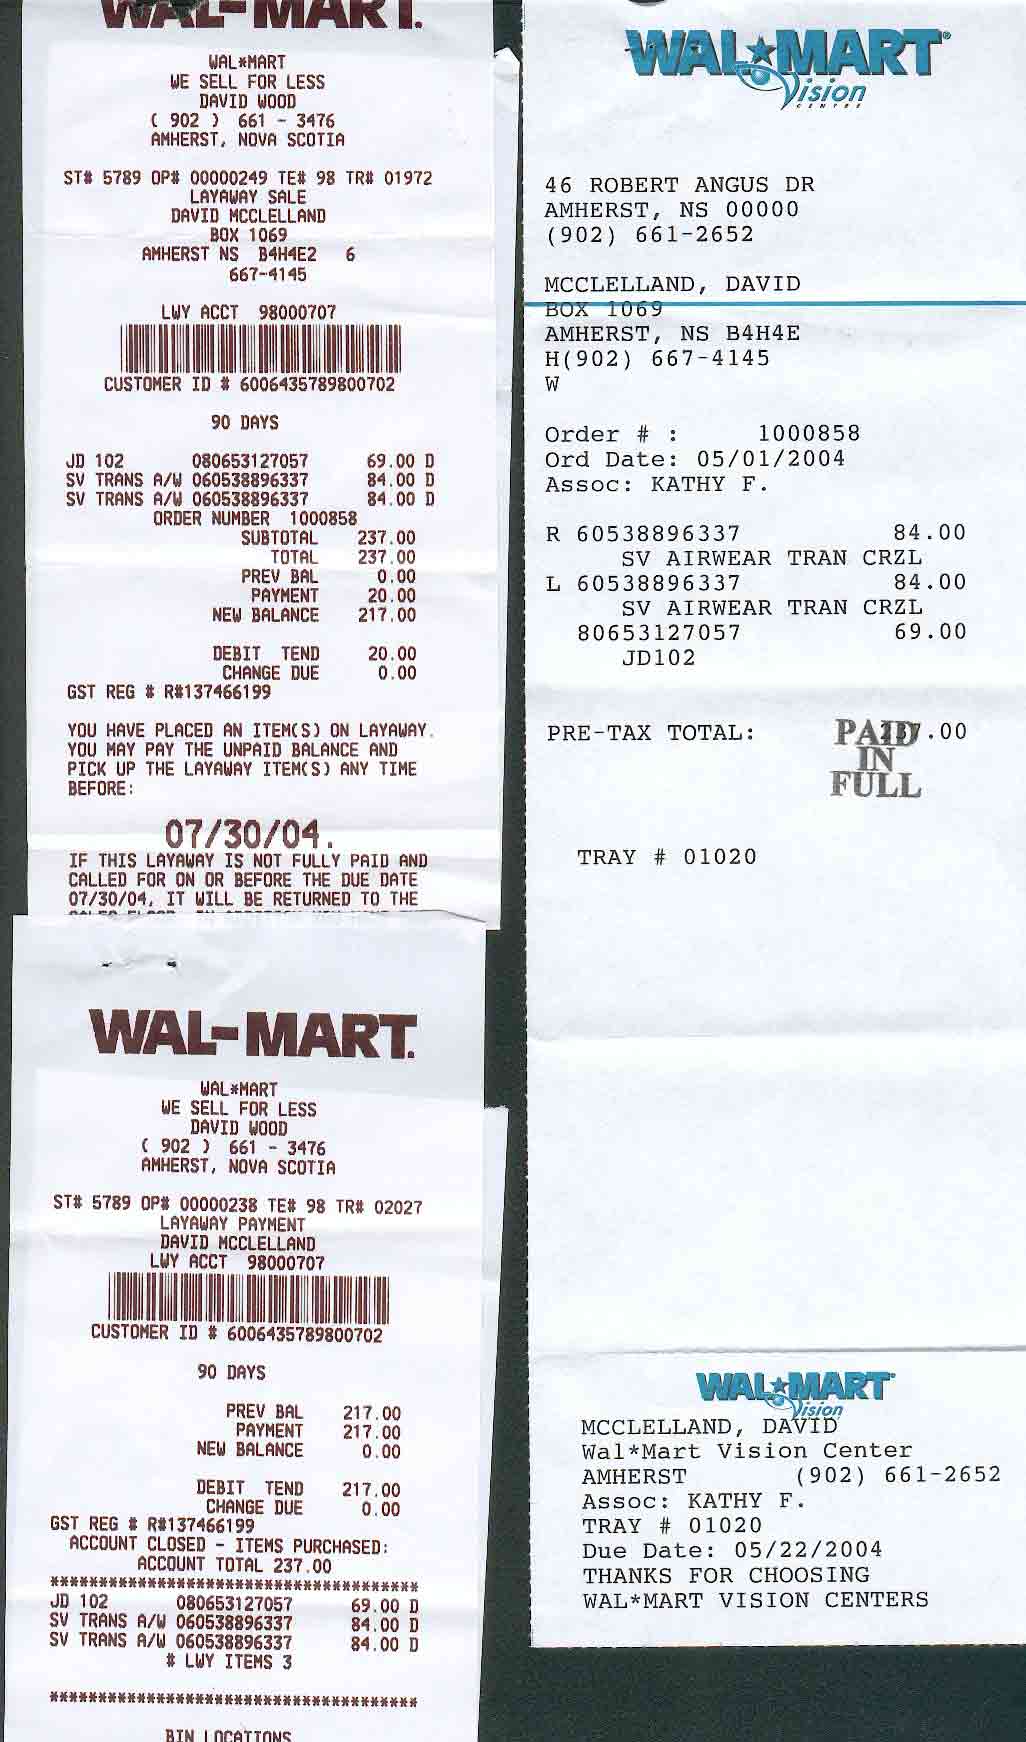 WAL-MART.
WAL*MART
WE SELL FOR LESS
DAVID WOOD
( 902 ) 661 - 3476
AMHERST, NOVA SCOTIA
ST# 5789 OP# 00000249 TE# 98 TR# 01972
LAYAWAY SALE
DAVID MCCLELLAND
BOX 1069
AMHERST NS B4H4E2 6
667-4145
LWY ACCT 98000707
CUSTOMER ID # 6006435789800702
90 DAYS
JD 102 080653127057 69.00 D
SV TRANS A/W 060538896337 84.00 D
SV TRANS A/W 060538896337 84.00 D
ORDER NUMBER 1000858
SUBTOTAL 237.00
TOTAL 237.00
PREV BAL 0.00
PAYMENT 20.00
NEW BALANCE 217.00
DEBIT TEND 20.00
CHANGE DUE 0.00
GST REG # R#137466199
YOU HAVE PLACED AN ITEM(S) ON LAYAWAY.
YOU MAY PAY THE UNPAID BALANCE AND
PICK UP THE LAYAWAY ITEM(S) ANY TIME
BEFORE:
07/30/04.
IF THIS LAYAWAY IS NOT FULLY PAID AND
CALLED FOR ON OR BEFORE THE DUE DATE
07/30/04, IT WILL BE RETURNED TO THE
WAL-MART.
WAL*MART
WE SELL FOR LESS
DAVID WOOD
( 902 ) 661 - 3476
AMHERST, NOVA SCOTIA
ST# 5789 OP# 00000238 TE# 98 TR# 02027
LAYAWAY PAYMENT
DAVID MCCLELLAND
LWY ACCT 98000707
CUSTOMER ID # 6006435789800702
90 DAYS
PREV BAL 217.00
PAYMENT 217.00
NEW BALANCE 0.00
DEBIT TEND 217.00
CHANGE DUE 0.00
GST REG # R#137466199
ACCOUNT CLOSED - ITEMS PURCHASED:
ACCOUNT TOTAL 237.00
**************************************
JD 102 080653127057 69.00 D
SV TRANS A/W 060538896337 84.00 D
SV TRANS A/W 060538896337 84.00 D
# LWY ITEMS 3
**************************************
BIN LOCATIONS
WAL★MART®
Vision
CENTRE
46 ROBERT ANGUS DR
AMHERST, NS 00000
(902) 661-2652
MCCLELLAND, DAVID
BOX 1069
AMHERST, NS B4H4E
H(902) 667-4145
W
Order # : 1000858
Ord Date: 05/01/2004
Assoc: KATHY F.
R 60538896337 84.00
SV AIRWEAR TRAN CRZL
L 60538896337 84.00
SV AIRWEAR TRAN CRZL
80653127057 69.00
JD102
PRE-TAX TOTAL: 237.00
PAID
IN
FULL
TRAY # 01020
WAL★MART®
Vision
MCCLELLAND, DAVID
Wal*Mart Vision Center
AMHERST (902) 661-2652
Assoc: KATHY F.
TRAY # 01020
Due Date: 05/22/2004
THANKS FOR CHOOSING
WAL*MART VISION CENTERS